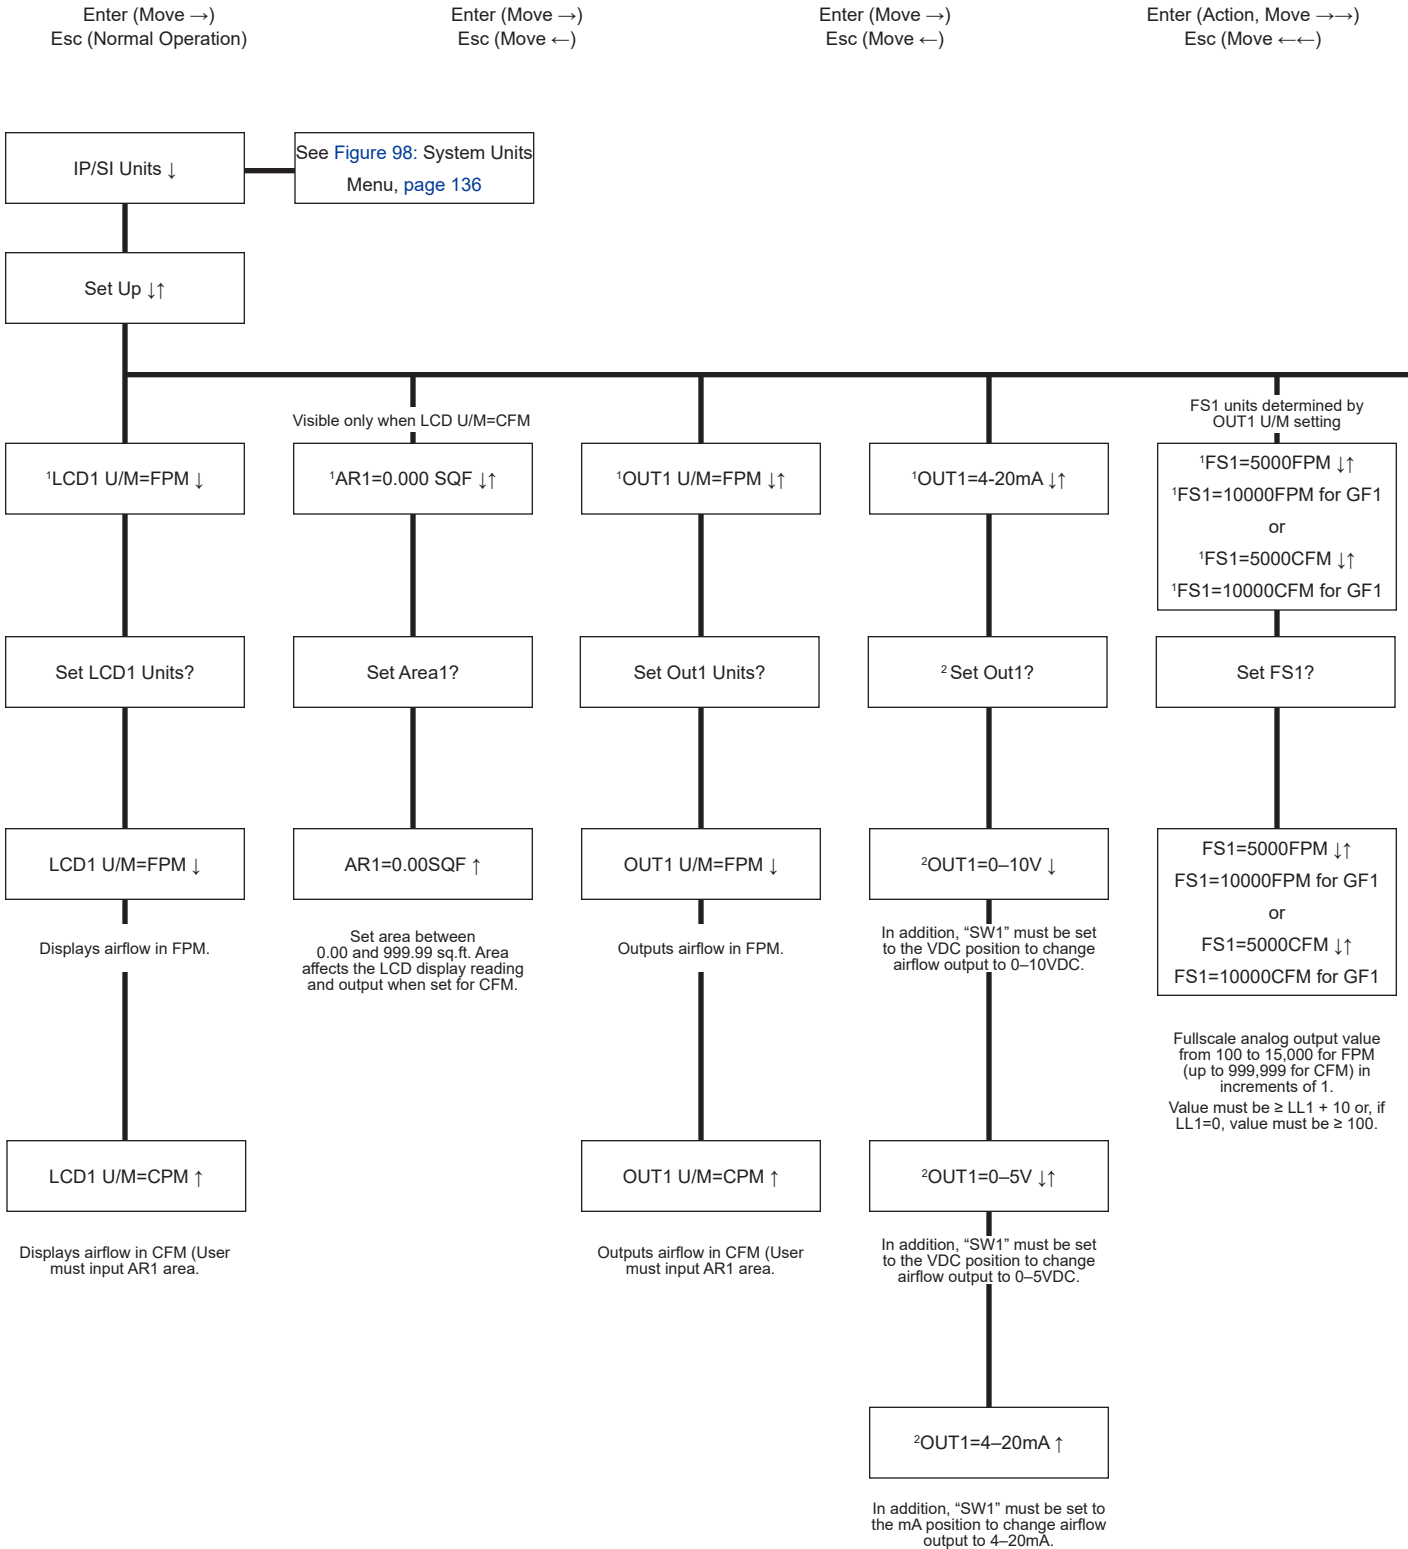 Enter (Move →)
Esc (Normal Operation)
Enter (Move →)
Esc (Move ←)
Enter (Move →)
Esc (Move ←)
Enter (Action, Move →→)
Esc (Move ←←)
IP/SI Units ↓
See Figure 98: System Units
Menu, page 136
Set Up ↓↑
¹LCD1 U/M=FPM ↓
Set LCD1 Units?
LCD1 U/M=FPM ↓
Displays airflow in FPM.
LCD1 U/M=CPM ↑
Displays airflow in CFM (User
must input AR1 area.
Visible only when LCD U/M=CFM
¹AR1=0.000 SQF ↓↑
Set Area1?
AR1=0.00SQF ↑
Set area between
0.00 and 999.99 sq.ft. Area
affects the LCD display reading
and output when set for CFM.
¹OUT1 U/M=FPM ↓↑
Set Out1 Units?
OUT1 U/M=FPM ↓
Outputs airflow in FPM.
OUT1 U/M=CPM ↑
Outputs airflow in CFM (User
must input AR1 area.
¹OUT1=4-20mA ↓↑
² Set Out1?
²OUT1=0–10V ↓
In addition, “SW1” must be set
to the VDC position to change
airflow output to 0–10VDC.
²OUT1=0–5V ↓↑
In addition, “SW1” must be set
to the VDC position to change
airflow output to 0–5VDC.
²OUT1=4–20mA ↑
In addition, “SW1” must be set to
the mA position to change airflow
output to 4–20mA.
FS1 units determined by
OUT1 U/M setting
¹FS1=5000FPM ↓↑
¹FS1=10000FPM for GF1
or
¹FS1=5000CFM ↓↑
¹FS1=10000CFM for GF1
Set FS1?
FS1=5000FPM ↓↑
FS1=10000FPM for GF1
or
FS1=5000CFM ↓↑
FS1=10000CFM for GF1
Fullscale analog output value
from 100 to 15,000 for FPM
(up to 999,999 for CFM) in
increments of 1.
Value must be ≥ LL1 + 10 or, if
LL1=0, value must be ≥ 100.